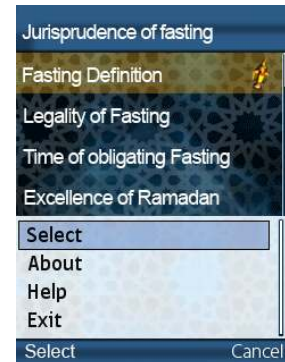 Jurisprudence of fasting
Fasting Definition
Legality of Fasting
Time of obligating Fasting
Excellence of Ramadan
Select
About
Help
Exit
Select Cancel